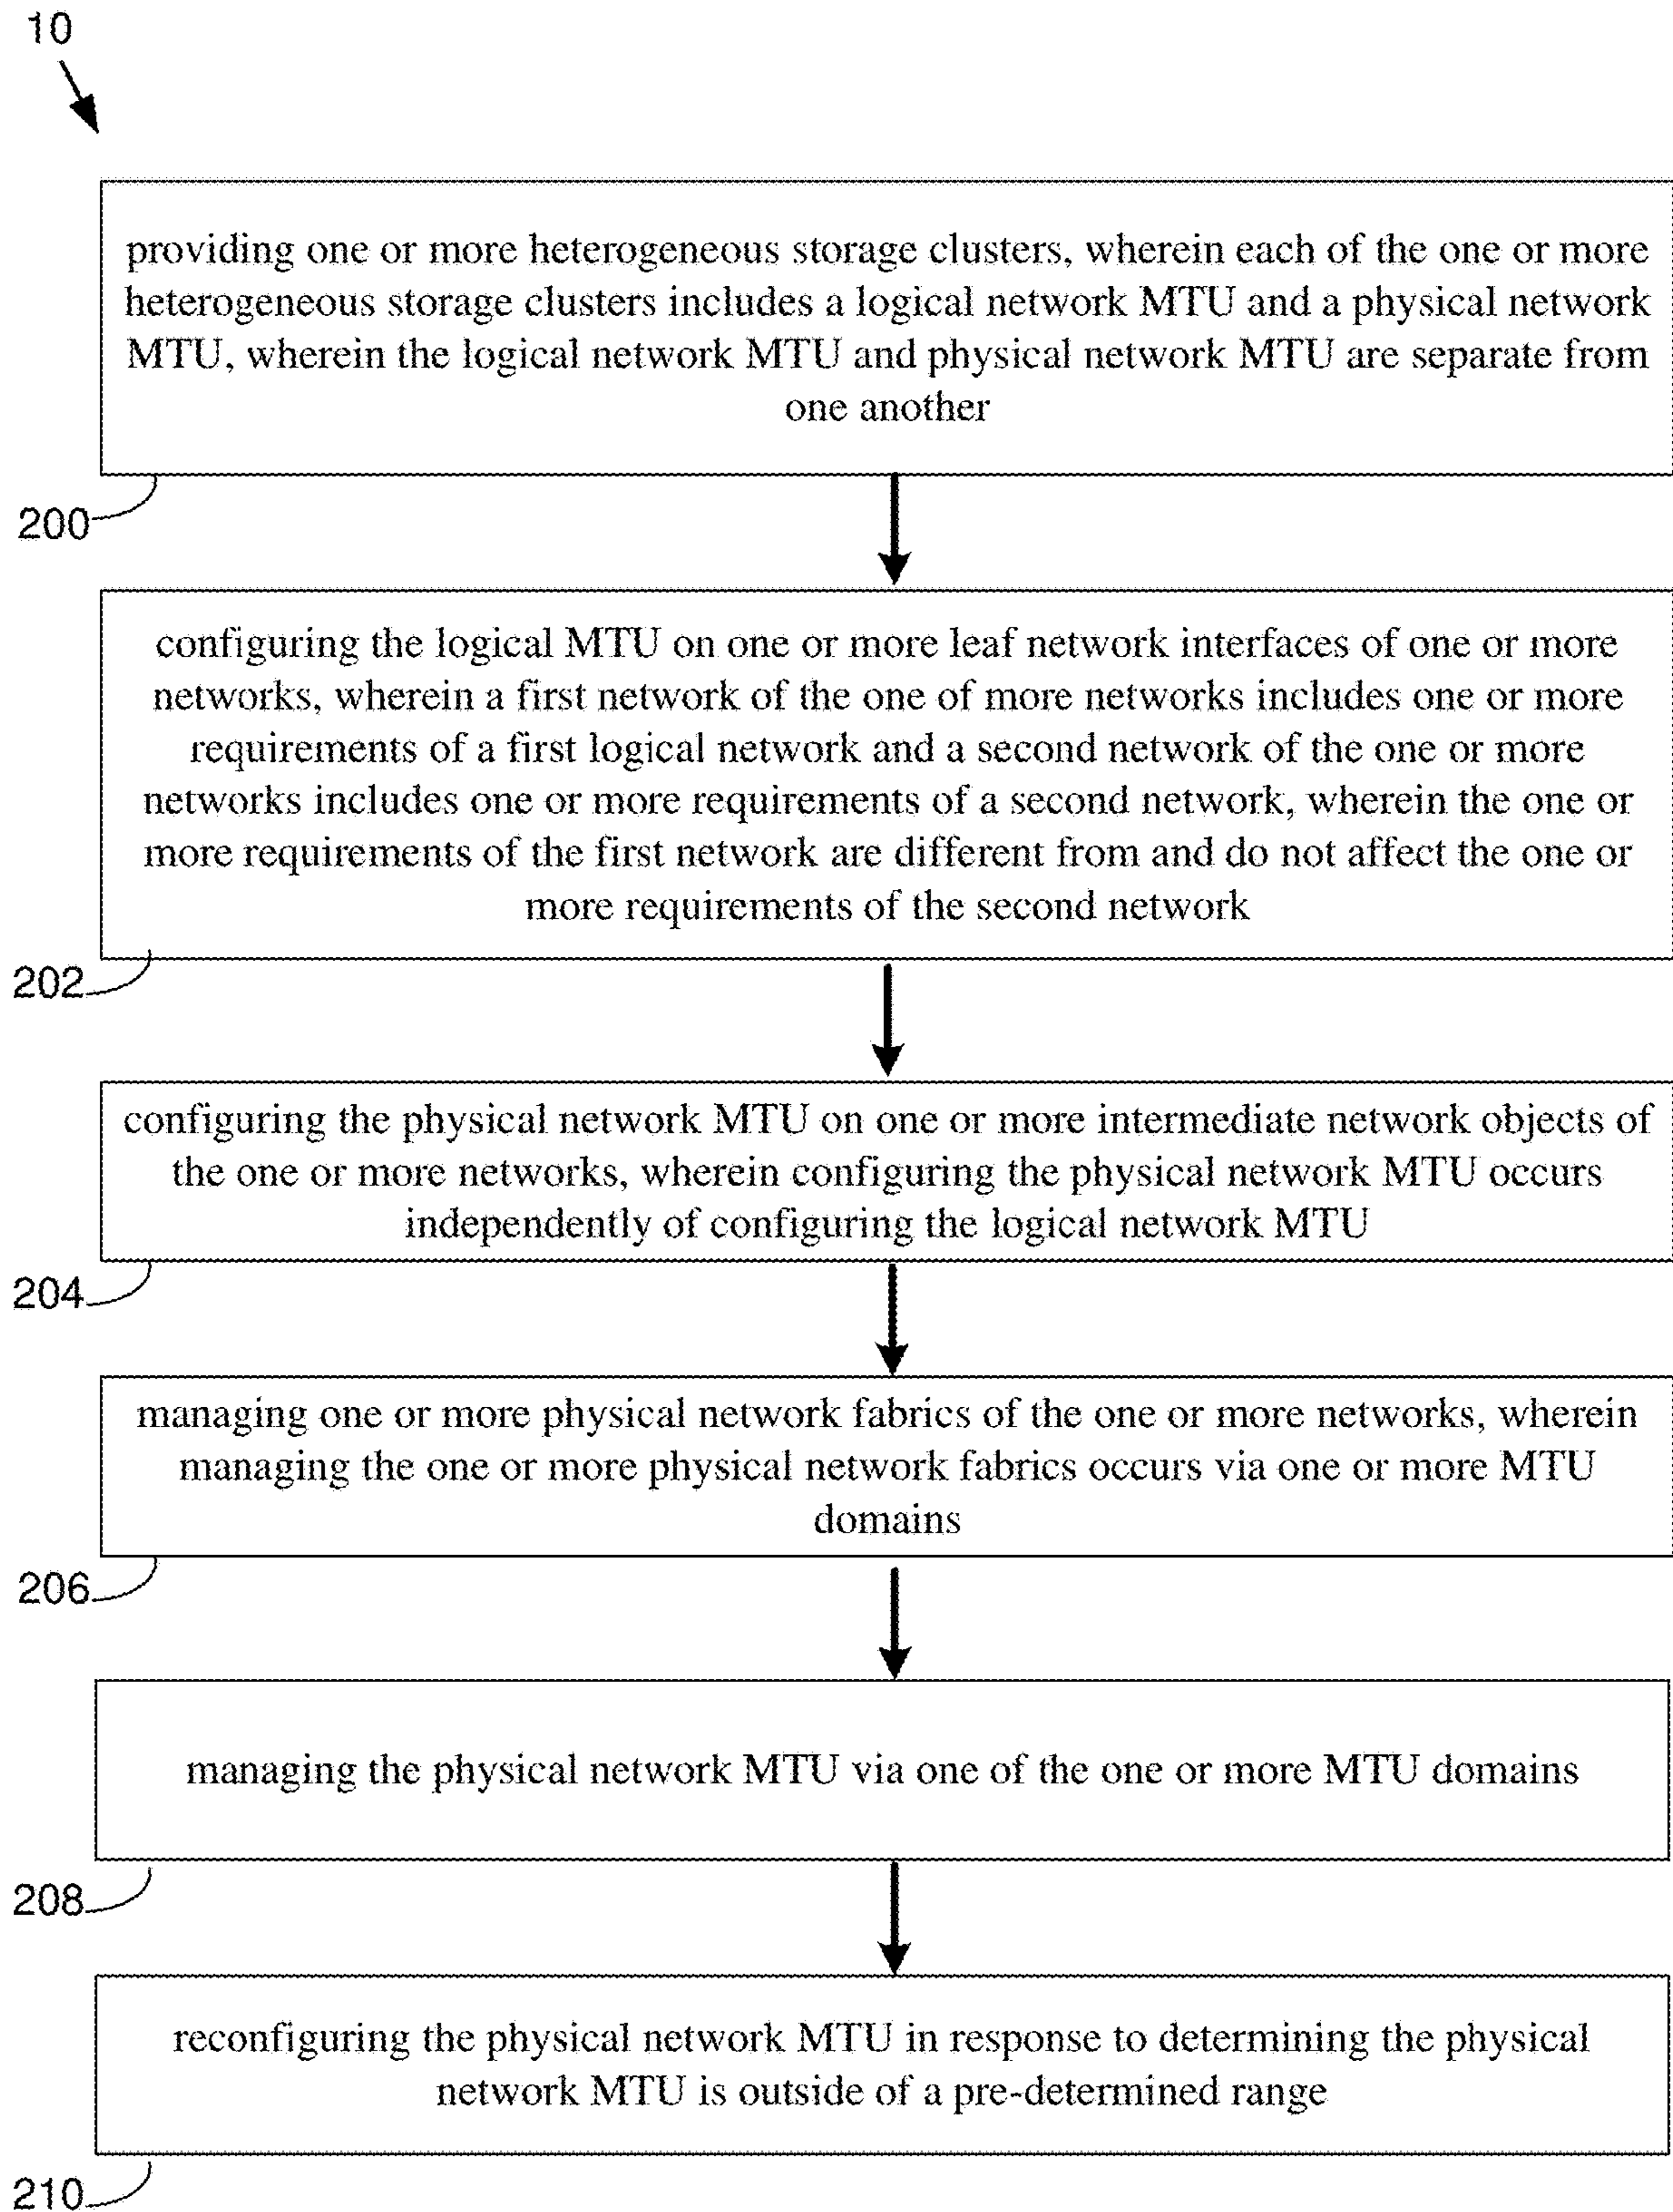 10
providing one or more heterogeneous storage clusters, wherein each of the one or more
heterogeneous storage clusters includes a logical network MTU and a physical network
MTU, wherein the logical network MTU and physical network MTU are separate from
one another
200
configuring the logical MTU on one or more leaf network interfaces of one or more
networks, wherein a first network of the one of more networks includes one or more
requirements of a first logical network and a second network of the one or more
networks includes one or more requirements of a second network, wherein the one or
more requirements of the first network are different from and do not affect the one or
more requirements of the second network
202
configuring the physical network MTU on one or more intermediate network objects of
the one or more networks, wherein configuring the physical network MTU occurs
independently of configuring the logical network MTU
204
managing one or more physical network fabrics of the one or more networks, wherein
managing the one or more physical network fabrics occurs via one or more MTU
domains
206
managing the physical network MTU via one of the one or more MTU domains
208
reconfiguring the physical network MTU in response to determining the physical
network MTU is outside of a pre-determined range
210